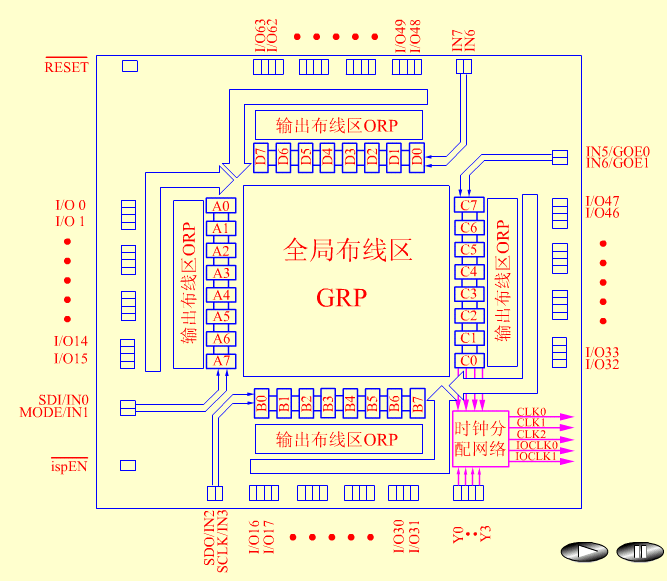 I/O63
I/O62
I/O49
I/O48
IN7
IN6
RESET
输出布线区ORP
D7
D6
D5
D4
D3
D2
D1
D0
IN5/GOE1
IN6/GOE1
I/O 0
I/O 1
I/O14
I/O15
输出布线区ORP
A0
A1
A2
A3
A4
A5
A6
A7
全局布线区
GRP
C7
C6
C5
C4
C3
C2
C1
C0
输出布线区ORP
I/O47
I/O46
I/O33
I/O32
SDI/IN0
MODE/IN1
B0
B1
B2
B3
B4
B5
B6
B7
输出布线区ORP
时钟分
配网络
CLK0
CLK1
CLK2
IOCLK0
IOCLK1
ispEN
SDO/IN2
SCLK/IN3
I/O16
I/O17
I/O30
I/O31
Y0
Y3